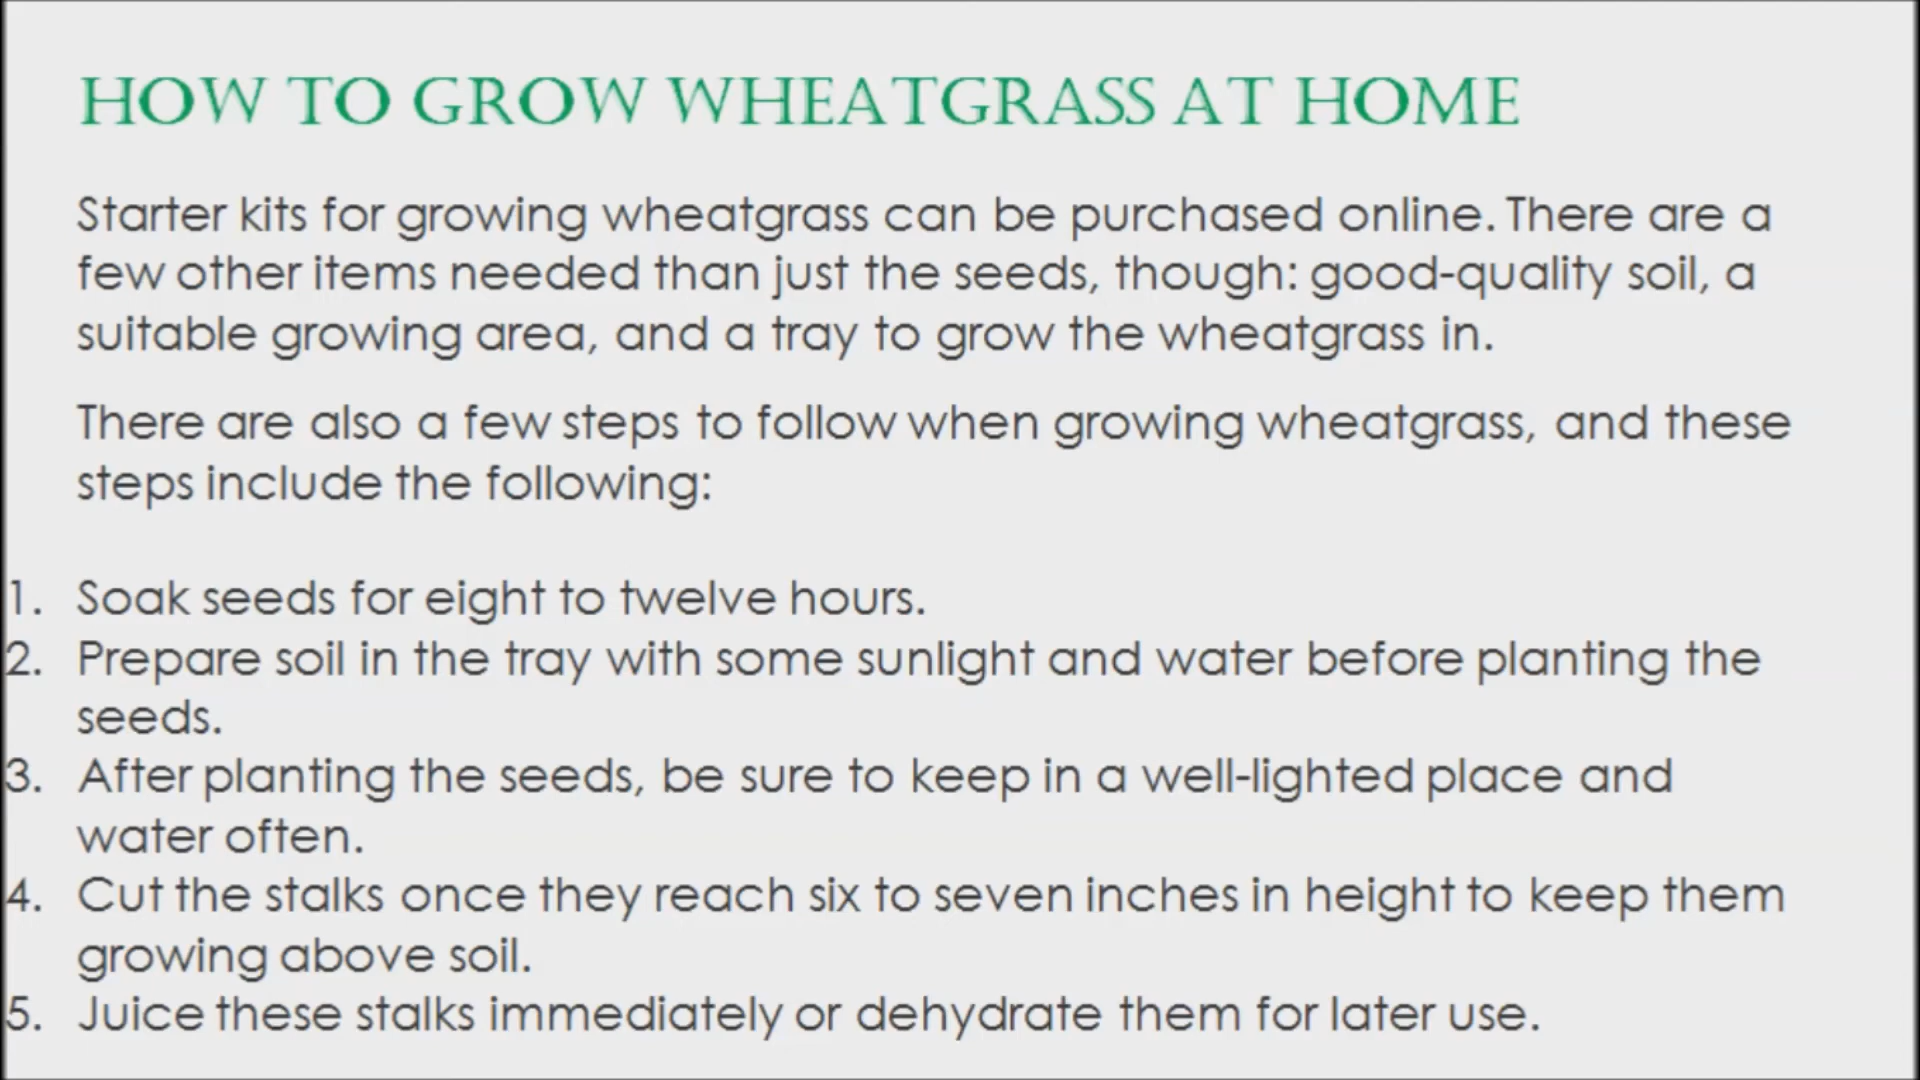 HOW TO GROW WHEATGRASS AT HOME
Starter kits for growing wheatgrass can be purchased online. There are a
few other items needed than just the seeds, though: good-quality soil, a
suitable growing area, and a tray to grow the wheatgrass in.
There are also a few steps to follow when growing wheatgrass, and these
steps include the following:
1. Soak seeds for eight to twelve hours.
2. Prepare soil in the tray with some sunlight and water before planting the
seeds.
3. After planting the seeds, be sure to keep in a well-lighted place and
water often.
4. Cut the stalks once they reach six to seven inches in height to keep them
growing above soil.
5. Juice these stalks immediately or dehydrate them for later use.